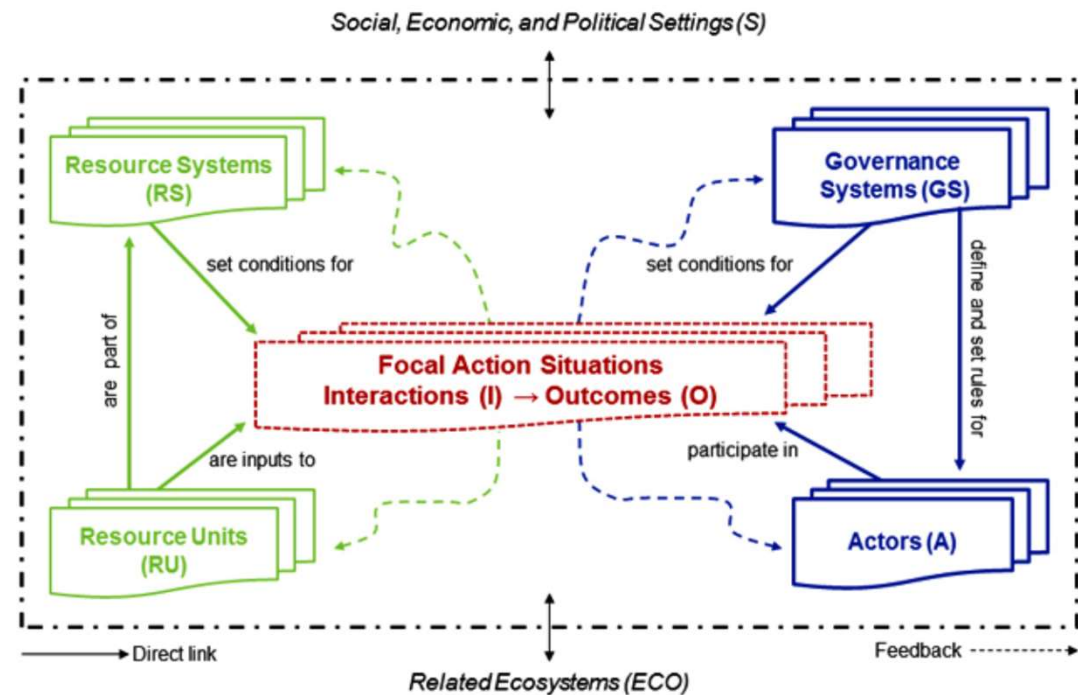 Social, Economic, and Political Settings (S)
Resource Systems
(RS)
Governance
Systems (GS)
set conditions for
set conditions for
are part of
define and set rules for
Focal Action Situations
Interactions (I) → Outcomes (O)
are inputs to
participate in
Resource Units
(RU)
Actors (A)
Direct link
Feedback
Related Ecosystems (ECO)